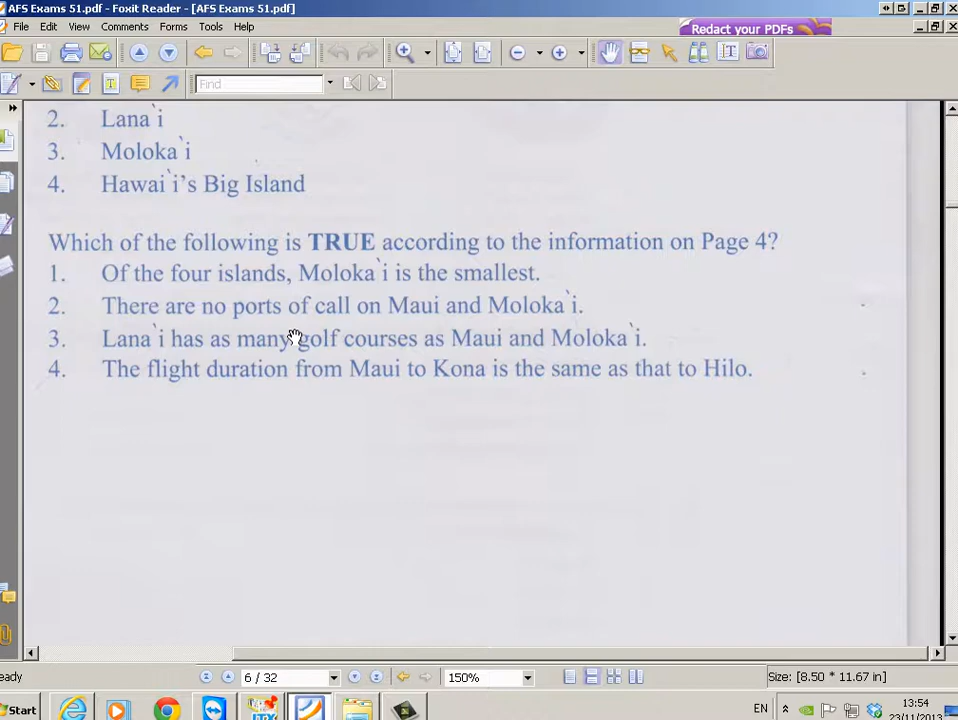 AFS Exams 51.pdf - Foxit Reader - [AFS Exams 51.pdf]
File Edit View Comments Forms Tools Help
Redact your PDFs
Find
2. Lana`i
3. Moloka`i
4. Hawai`i's Big Island
Which of the following is TRUE according to the information on Page 4?
1. Of the four islands, Moloka`i is the smallest.
2. There are no ports of call on Maui and Moloka`i.
3. Lana`i has as many golf courses as Maui and Moloka`i.
4. The flight duration from Maui to Kona is the same as that to Hilo.
eady 6 / 32 150% Size: [8.50 * 11.67 in]
Start EN 13:54
23/11/2013